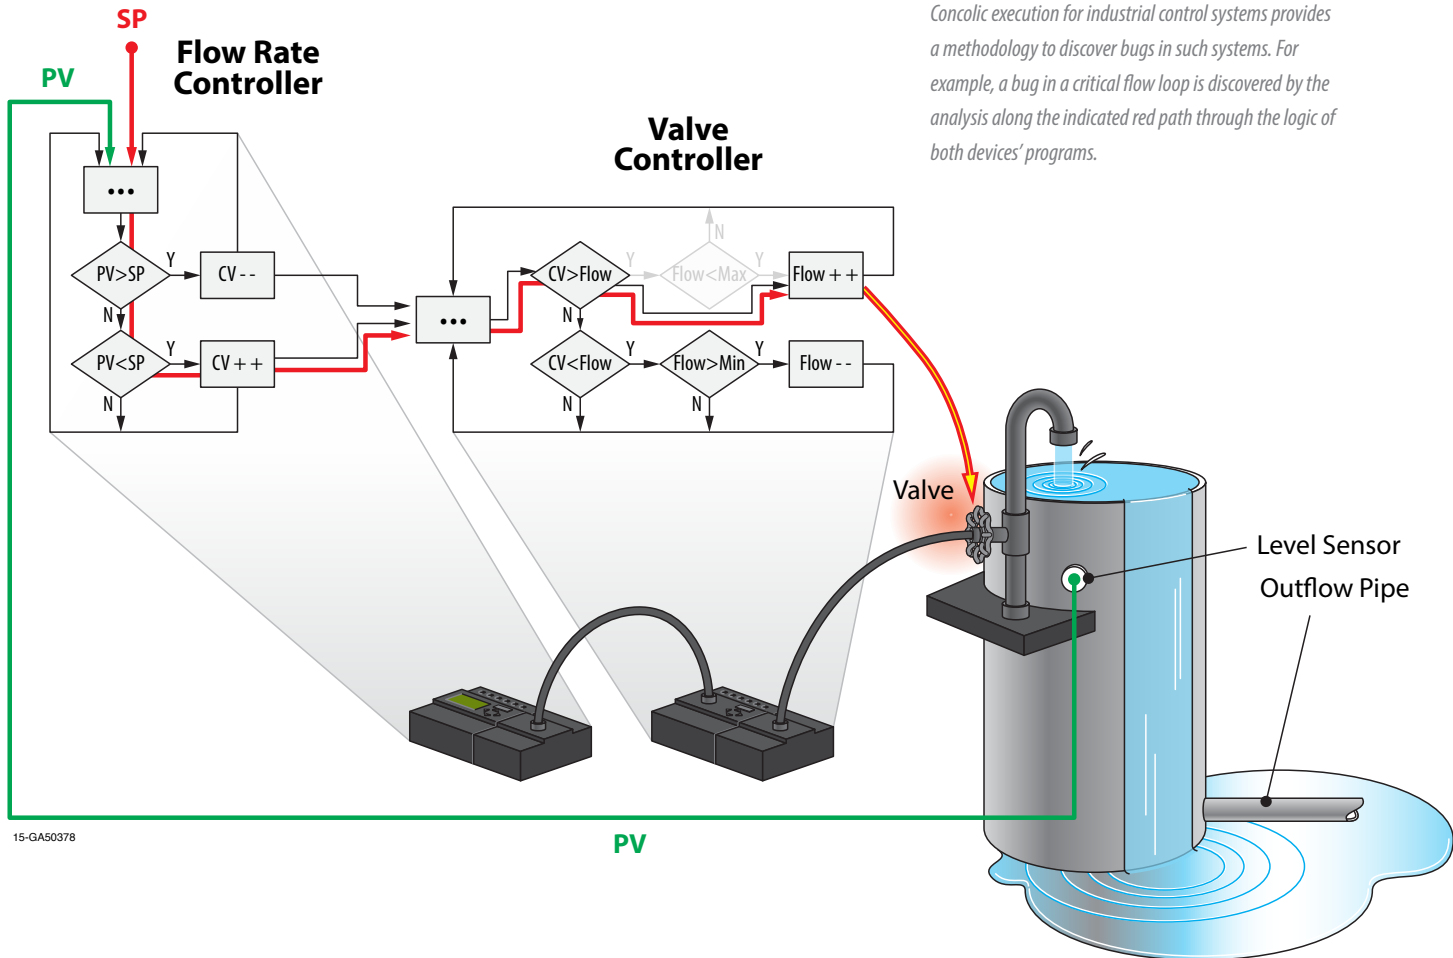 SP
PV
Flow Rate
Controller
Concolic execution for industrial control systems provides
a methodology to discover bugs in such systems. For
example, a bug in a critical flow loop is discovered by the
analysis along the indicated red path through the logic of
both devices' programs.
Valve
Controller
•••
PV>SP
Y
CV - -
N
PV<SP
Y
CV + +
N
•••
CV>Flow
Y
Flow<Max
N
Y
Flow + +
N
CV<Flow
Y
Flow>Min
Y
Flow - -
N
N
Valve
Level Sensor
Outflow Pipe
15-GA50378
PV